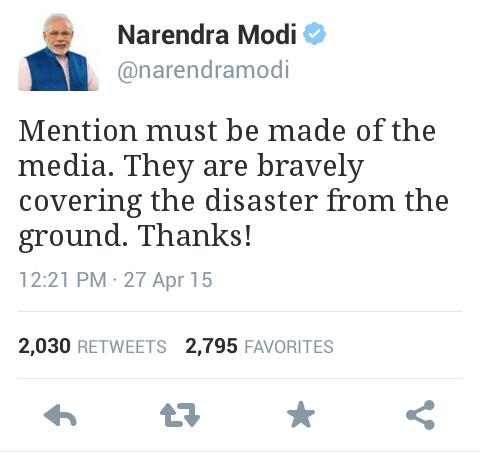 Narendra Modi
@narendramodi
Mention must be made of the
media. They are bravely
covering the disaster from the
ground. Thanks!
12:21 PM · 27 Apr 15
2,030 RETWEETS 2,795 FAVORITES